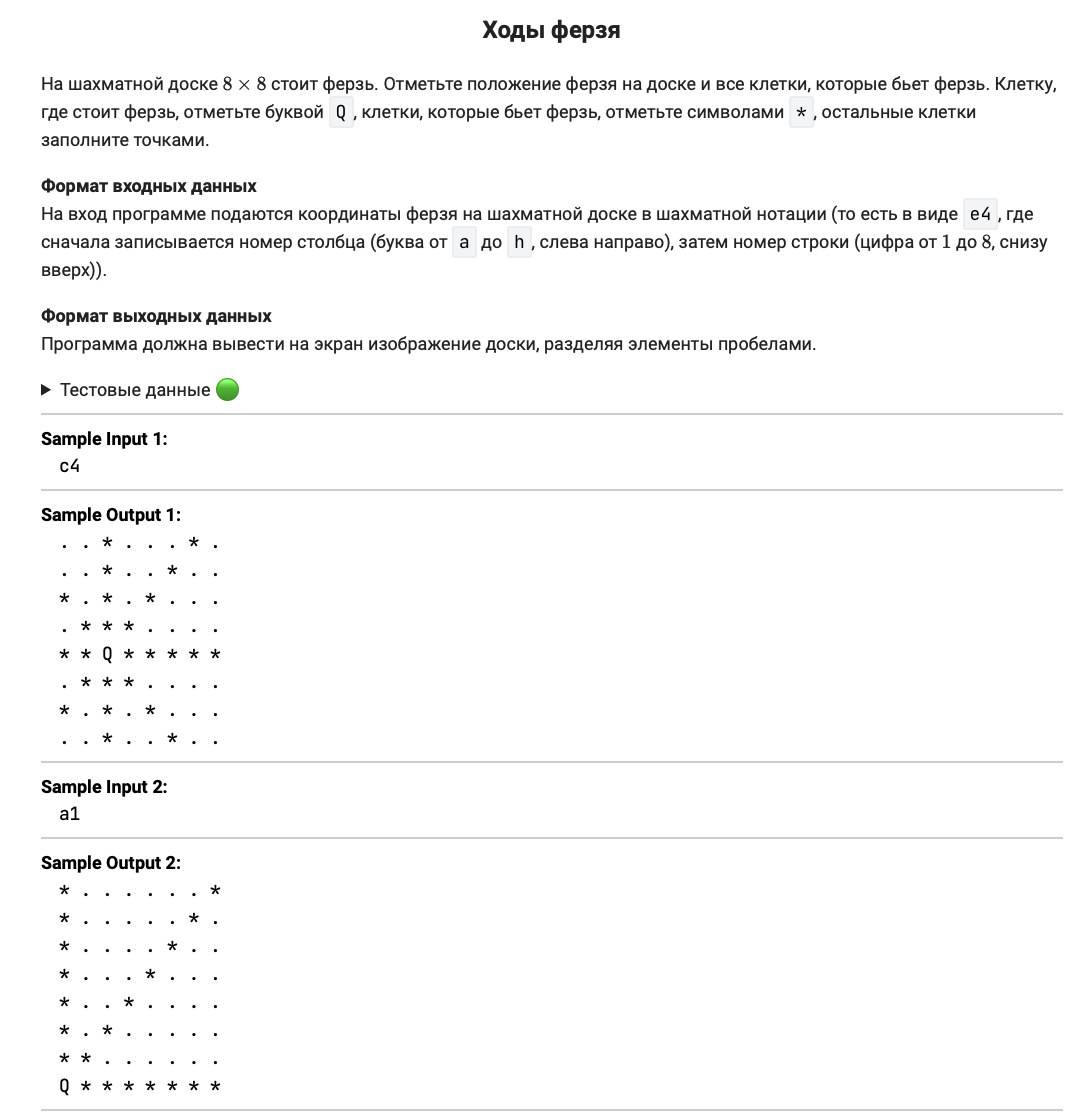 Ходы ферзя
На шахматной доске 8 × 8 стоит ферзь. Отметьте положение ферзя на доске и все клетки, которые бьет ферзь. Клетку,
где стоит ферзь, отметьте буквой Q, клетки, которые бьет ферзь, отметьте символами *, остальные клетки
заполните точками.
Формат входных данных
На вход программе подаются координаты ферзя на шахматной доске в шахматной нотации (то есть в виде e4, где
сначала записывается номер столбца (буква от a до h, слева направо), затем номер строки (цифра от 1 до 8, снизу
вверх)).
Формат выходных данных
Программа должна вывести на экран изображение доски, разделяя элементы пробелами.
▶ Тестовые данные 🟢
Sample Input 1:
c4
Sample Output 1:
. . * . . . * .
. . * . . * . .
* . * . * . . .
. * * * . . . .
* * Q * * * * *
. * * * . . . .
* . * . * . . .
. . * . . * . .
Sample Input 2:
a1
Sample Output 2:
* . . . . . . *
* . . . . . * .
* . . . . * . .
* . . . * . . .
* . . * . . . .
* . * . . . . .
* * . . . . . .
Q * * * * * * *